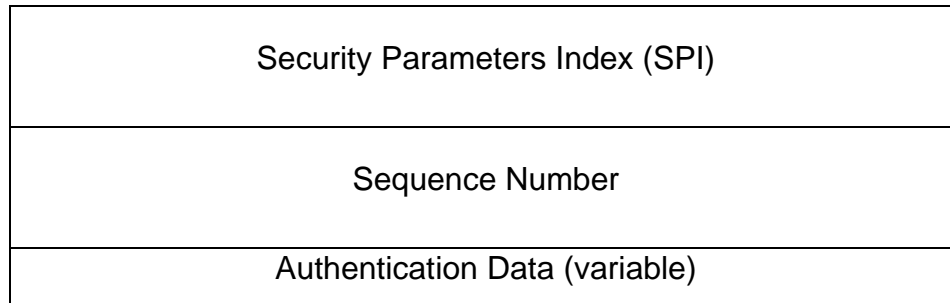 Security Parameters Index (SPI)
Sequence Number
Authentication Data (variable)